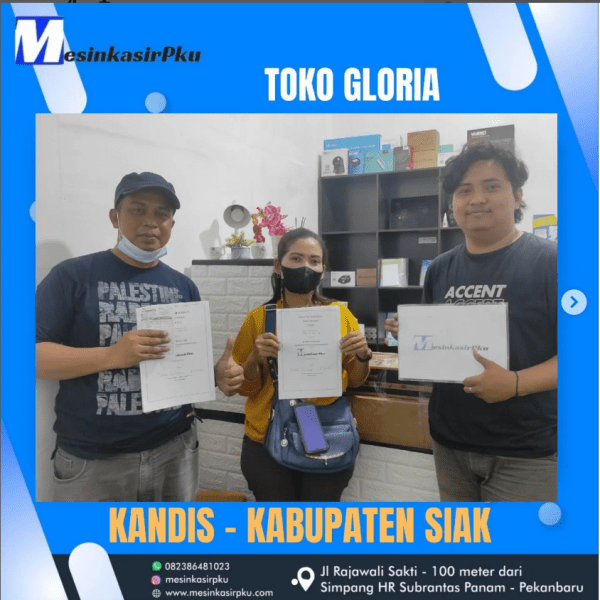 MesinkasirPku
TOKO GLORIA
PALESTINE
ACCENT
MesinkasirPku
MesinkasirPku
KANDIS - KABUPATEN SIAK
082386481023
mesinkasirpku
www.mesinkasirpku.com
Jl Rajawali Sakti - 100 meter dari
Simpang HR Subrantas Panam - Pekanbaru